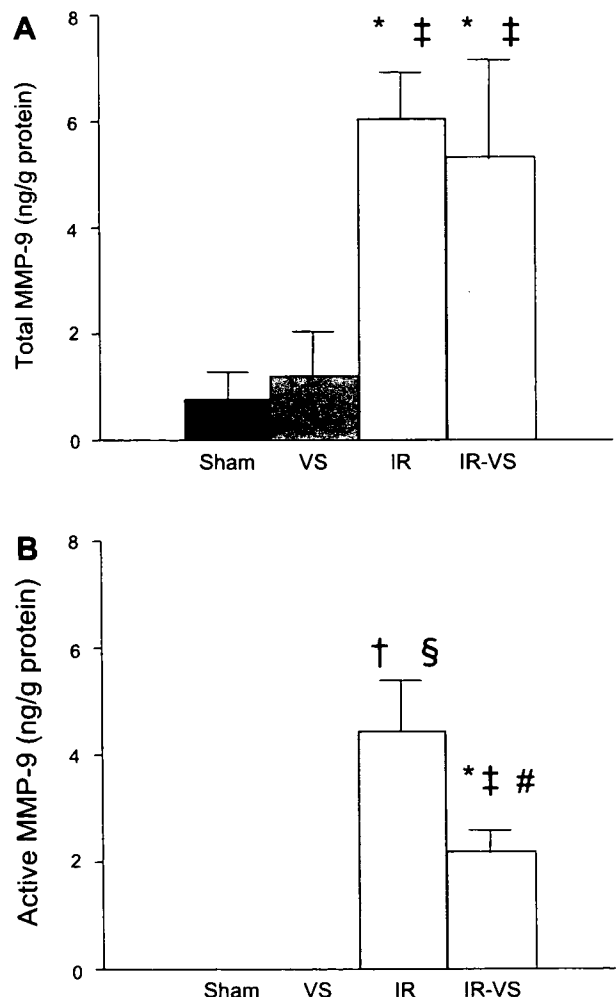 A
* ‡ * ‡
Total MMP-9 (ng/g protein)
8
6
4
2
0
Sham VS IR IR-VS
B
† §
*‡ #
Active MMP-9 (ng/g protein)
8
6
4
2
0
Sham VS IR IR-VS